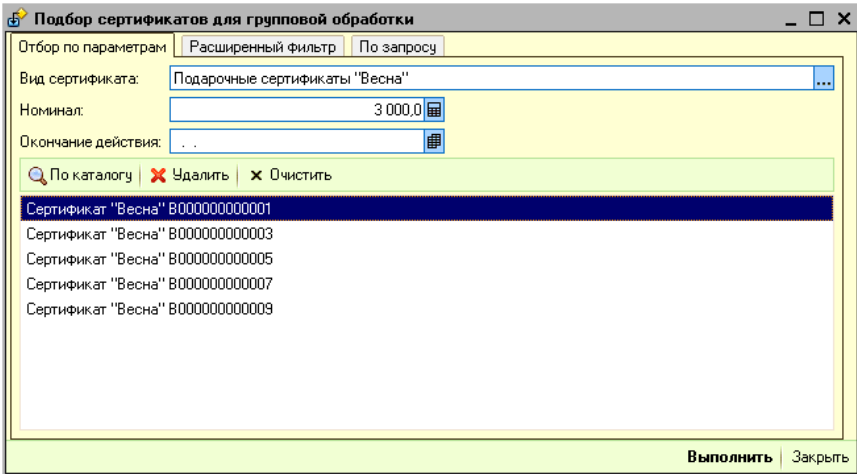 Подбор сертификатов для групповой обработки
Отбор по параметрам Расширенный фильтр По запросу
Вид сертификата: Подарочные сертификаты "Весна" ...
Номинал: 3 000,0
Окончание действия: . .
По каталогу Удалить Очистить
Сертификат "Весна" В000000000001
Сертификат "Весна" В000000000003
Сертификат "Весна" В000000000005
Сертификат "Весна" В000000000007
Сертификат "Весна" В000000000009
Выполнить Закрыть